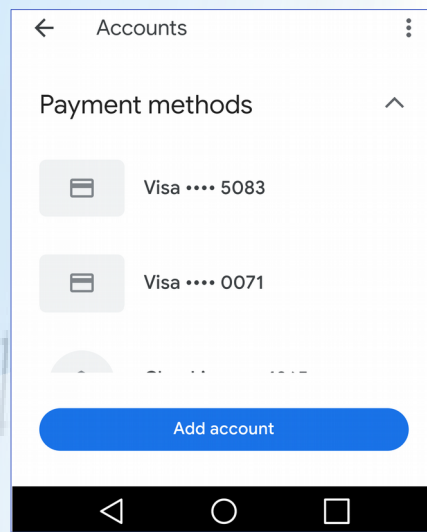 Accounts
Payment methods
Visa •••• 5083
Visa •••• 0071
Add account